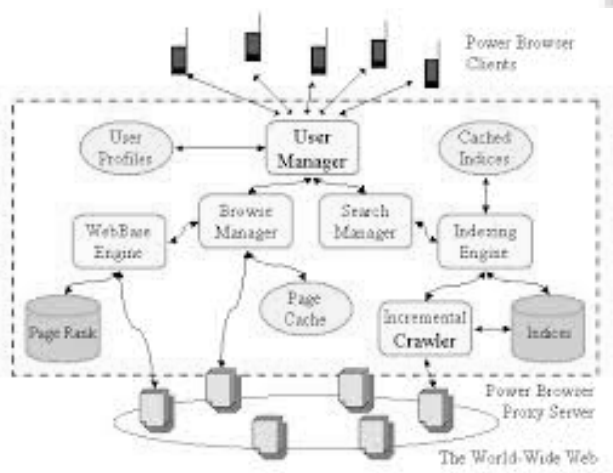 Power Browser
Clients
User
Profiles
User
Manager
Cached
Indices
WebBase
Engine
Browse
Manager
Search
Manager
Indexing
Engine
Page Rank
Page
Cache
Incremental
Crawler
Indices
Power Browser
Proxy Server
The World-Wide Web